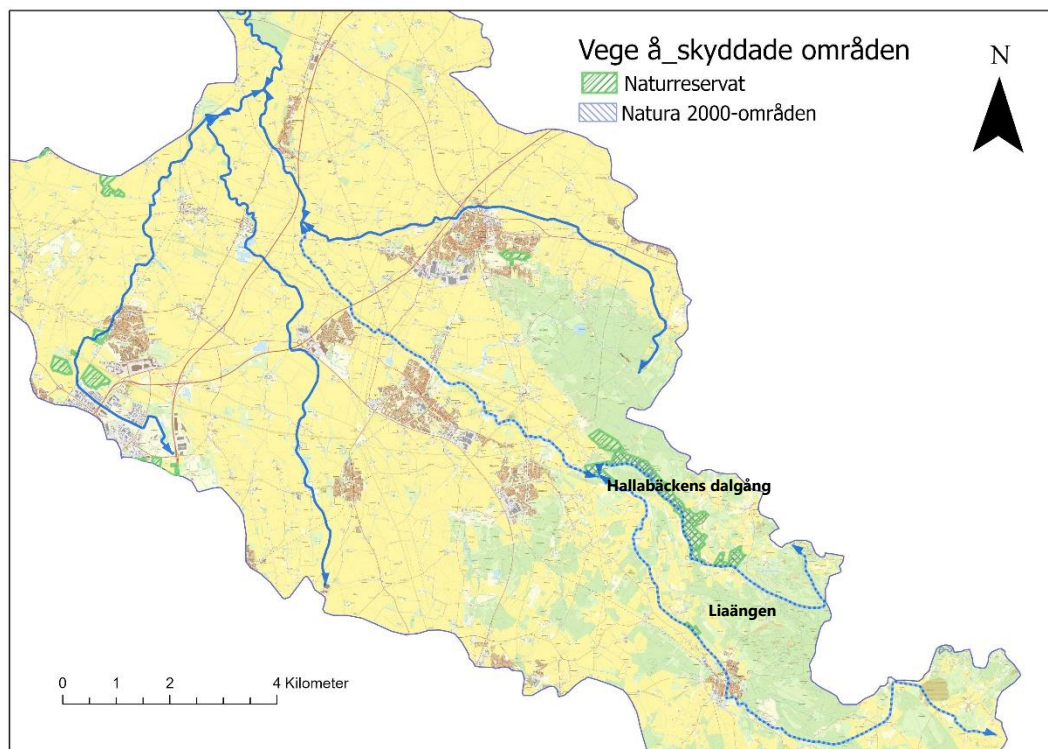 Vege å_skyddade områden
Naturreservat
Natura 2000-områden
N
Hallabäckens dalgång
Liaängen
0 1 2 4 Kilometer